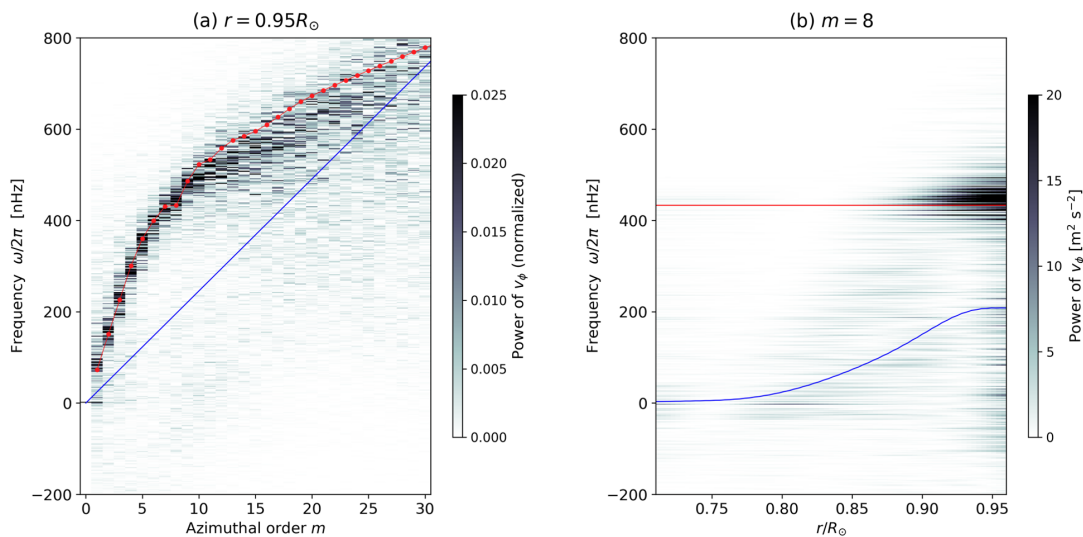 (a) r = 0.95R⊙
800
600
400
200
0
−200
Frequency ω/2π [nHz]
0 5 10 15 20 25 30
Azimuthal order m
0.025
0.020
0.015
0.010
0.005
0.000
Power of vϕ (normalized)
(b) m = 8
800
600
400
200
0
−200
Frequency ω/2π [nHz]
0.75 0.80 0.85 0.90 0.95
r/R⊙
20
15
10
5
0
Power of vϕ [m² s⁻²]